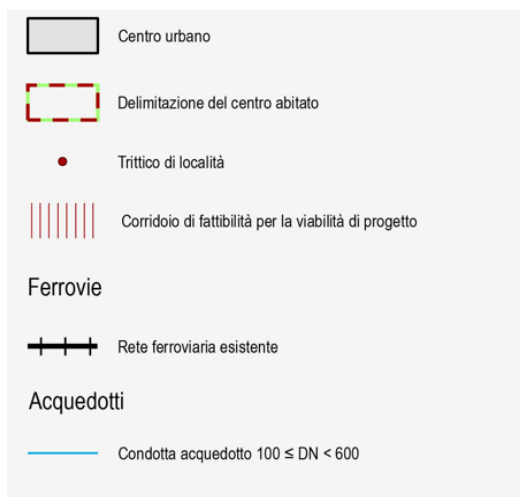 Centro urbano
Delimitazione del centro abitato
Trittico di località
Corridoio di fattibilità per la viabilità di progetto
Ferrovie
Rete ferroviaria esistente
Acquedotti
Condotta acquedotto 100 ≤ DN < 600